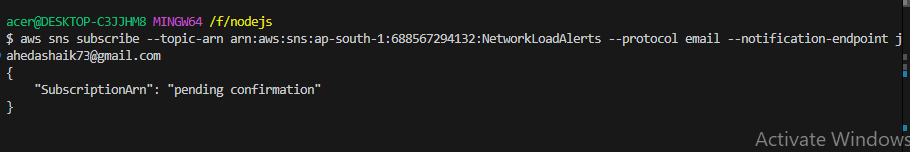 acer@DESKTOP-C3JJHM8 MINGW64 /f/nodejs
$ aws sns subscribe --topic-arn arn:aws:sns:ap-south-1:688567294132:NetworkLoadAlerts --protocol email --notification-endpoint j
ahedashaik73@gmail.com
{
    "SubscriptionArn": "pending confirmation"
}
Activate Windows